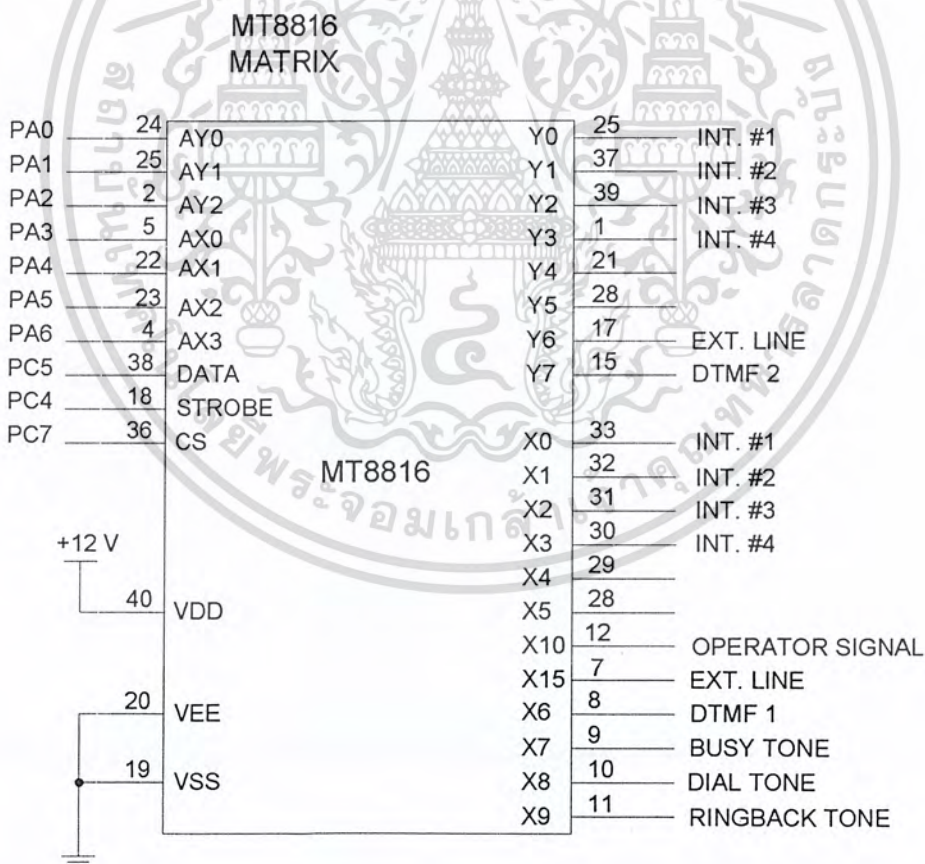 MT8816
MATRIX
PA0 24 AY0 Y0 25 INT. #1
PA1 25 AY1 Y1 37 INT. #2
PA2 2 AY2 Y2 39 INT. #3
PA3 5 AX0 Y3 1 INT. #4
PA4 22 AX1 Y4 21
PA5 23 AX2 Y5 28
PA6 4 AX3 Y6 17 EXT. LINE
PC5 38 DATA Y7 15 DTMF 2
PC4 18 STROBE
PC7 36 CS X0 33 INT. #1
MT8816 X1 32 INT. #2
X2 31 INT. #3
+12 V X3 30 INT. #4
X4 29
40 VDD X5 28
X10 12 OPERATOR SIGNAL
X15 7 EXT. LINE
20 VEE X6 8 DTMF 1
X7 9 BUSY TONE
19 VSS X8 10 DIAL TONE
X9 11 RINGBACK TONE